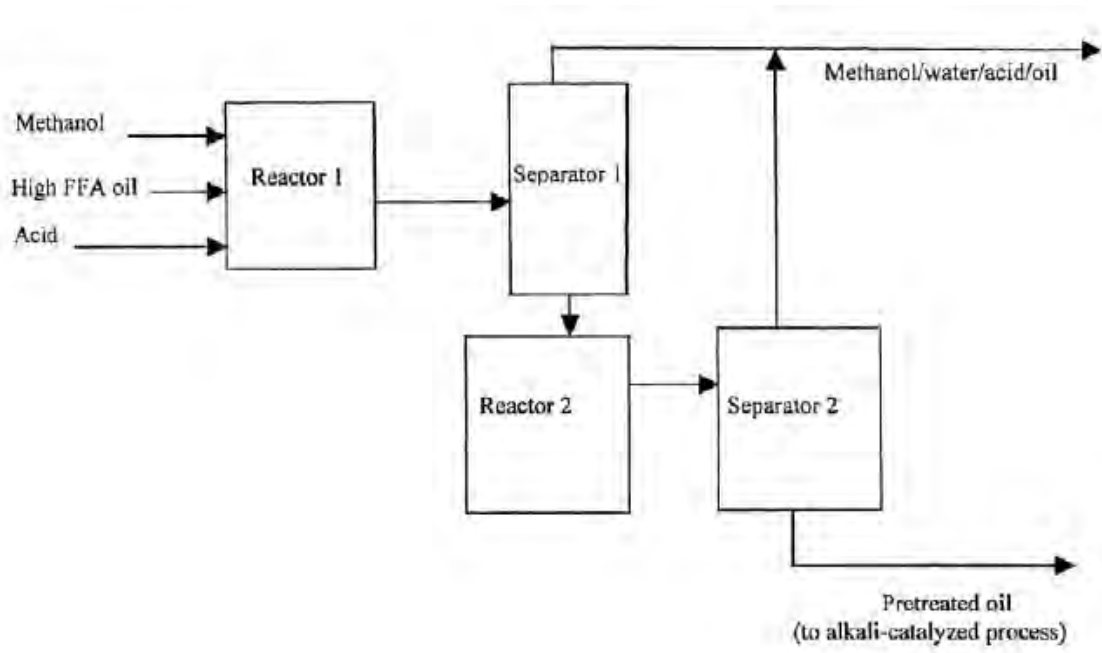 Methanol/water/acid/oil
Methanol
High FFA oil
Acid
Reactor 1
Separator 1
Reactor 2
Separator 2
Pretreated oil
(to alkali-catalyzed process)